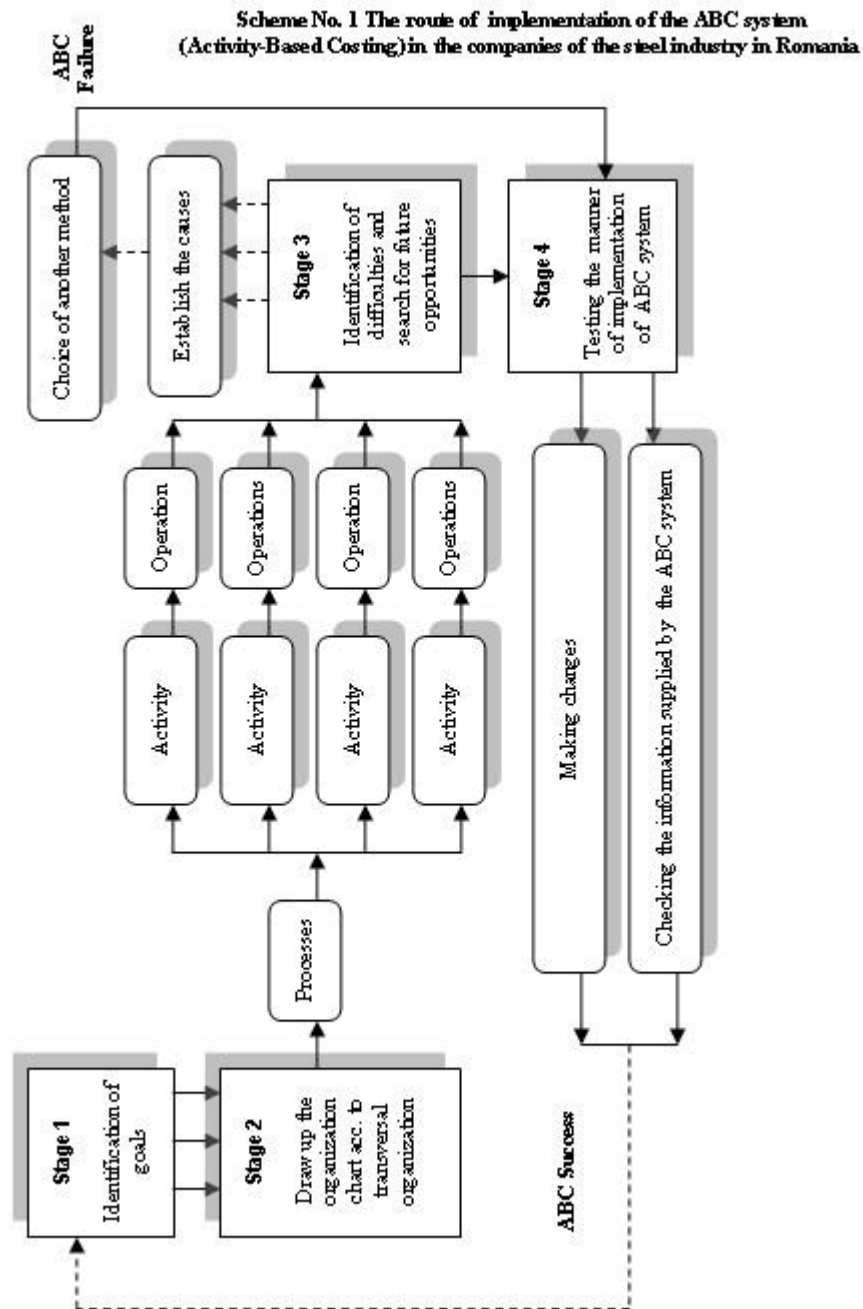 Scheme No. 1 The route of implementation of the ABC system
(Activity-Based Costing) in the companies of the steel industry in Romania
Stage 1
Identification of
goals
Stage 2
Draw up the
organization
chart acc. to
transversal
organization
Processes
Activity
Activity
Activity
Activity
Operation
Operations
Operation
Operations
Stage 3
Identification of
difficulties and
search for future
opportunities
Establish the causes
Choice of another method
ABC
Failure
Stage 4
Testing the manner
of implementation
of ABC system
Making changes
Checking the information supplied by the ABC system
ABC Success